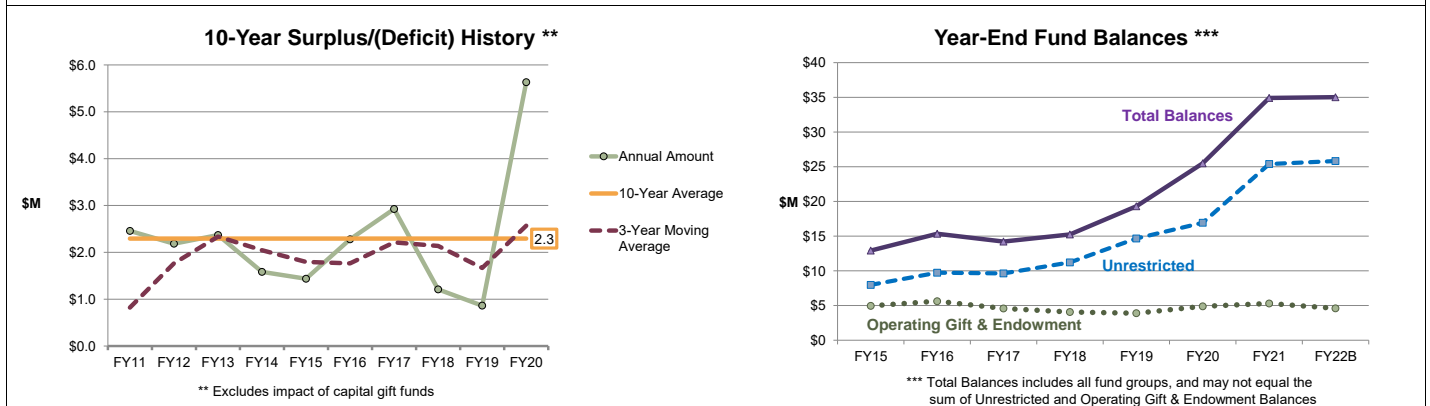 10-Year Surplus/(Deficit) History **
$6.0
$5.0
$4.0
$3.0
$2.0
$1.0
$0.0
$M
FY11 FY12 FY13 FY14 FY15 FY16 FY17 FY18 FY19 FY20
2.3
Annual Amount
10-Year Average
3-Year Moving
Average
** Excludes impact of capital gift funds
Year-End Fund Balances ***
$40
$35
$30
$25
$20
$15
$10
$5
$0
$M
Total Balances
Unrestricted
Operating Gift & Endowment
FY15 FY16 FY17 FY18 FY19 FY20 FY21 FY22B
*** Total Balances includes all fund groups, and may not equal the
sum of Unrestricted and Operating Gift & Endowment Balances